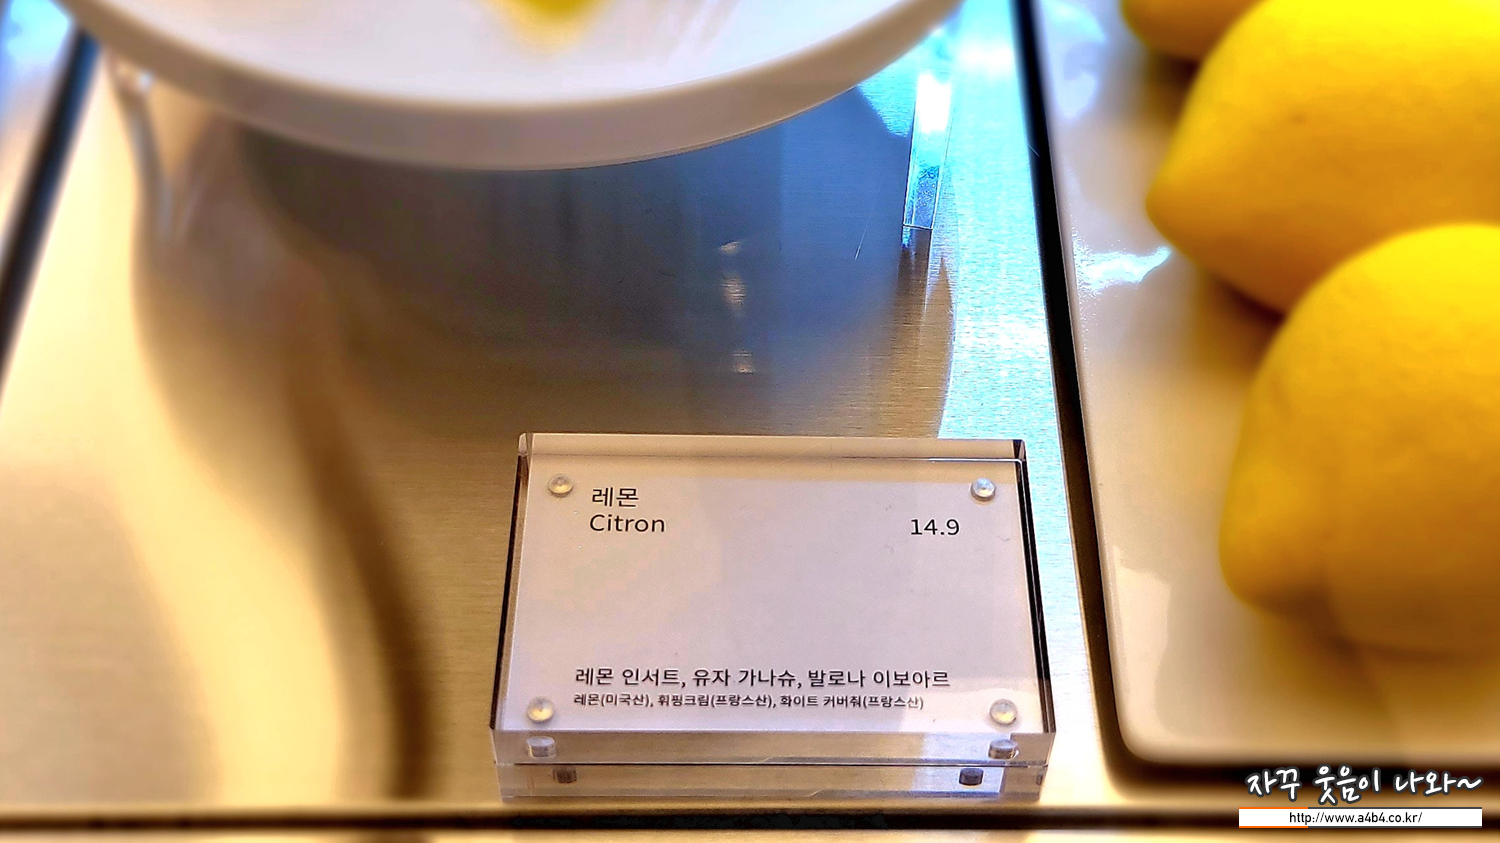 레몬
Citron
14.9
레몬 인서트, 유자 가나슈, 발로나 이보아르
레몬(미국산), 휘핑크림(프랑스산), 화이트 커버춰(프랑스산)
자꾸 웃음이 나와~
http://www.a4b4.co.kr/